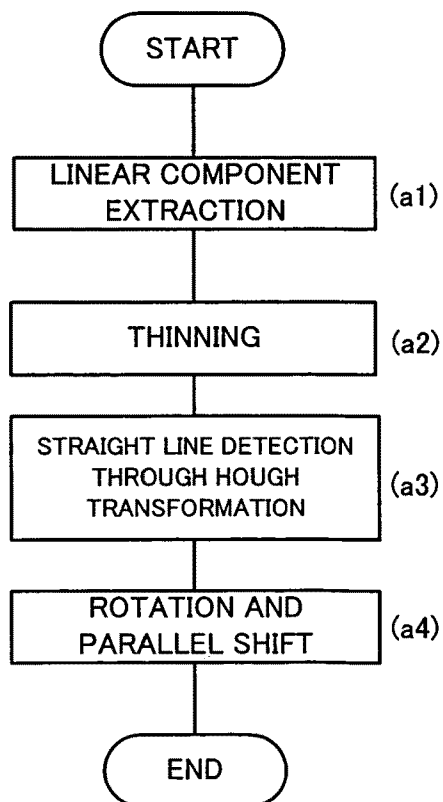 START
LINEAR COMPONENT
EXTRACTION
(a1)
THINNING
(a2)
STRAIGHT LINE DETECTION
THROUGH HOUGH
TRANSFORMATION
(a3)
ROTATION AND
PARALLEL SHIFT
(a4)
END